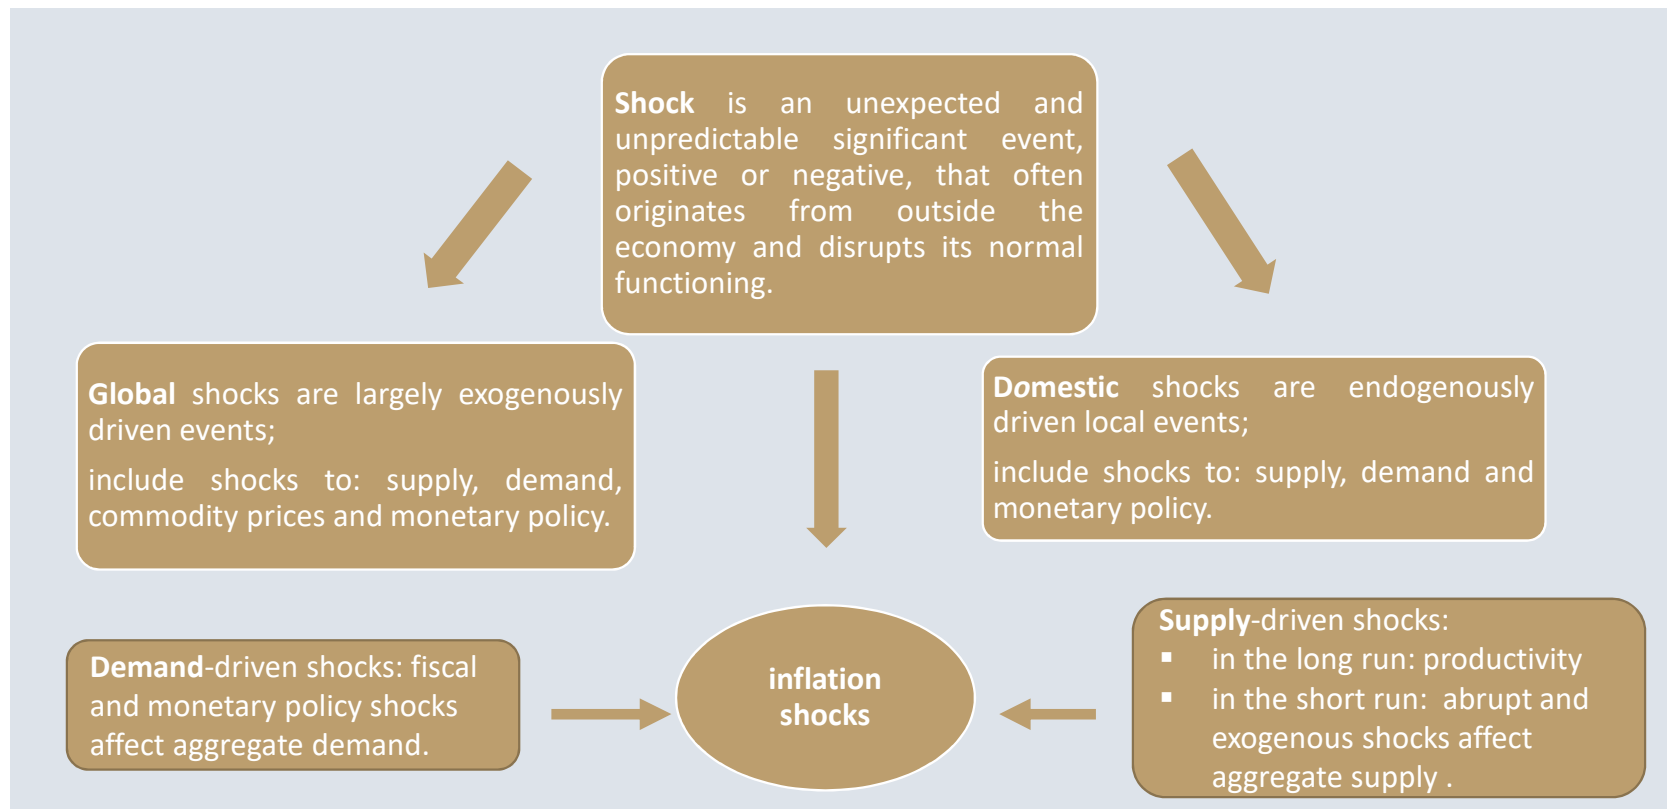 Shock is an unexpected and
unpredictable significant event,
positive or negative, that often
originates from outside the
economy and disrupts its normal
functioning.
Global shocks are largely exogenously
driven events;
include shocks to: supply, demand,
commodity prices and monetary policy.
Domestic shocks are endogenously
driven local events;
include shocks to: supply, demand and
monetary policy.
Demand-driven shocks: fiscal
and monetary policy shocks
affect aggregate demand.
inflation
shocks
Supply-driven shocks:
▪ in the long run: productivity
▪ in the short run: abrupt and
exogenous shocks affect
aggregate supply .